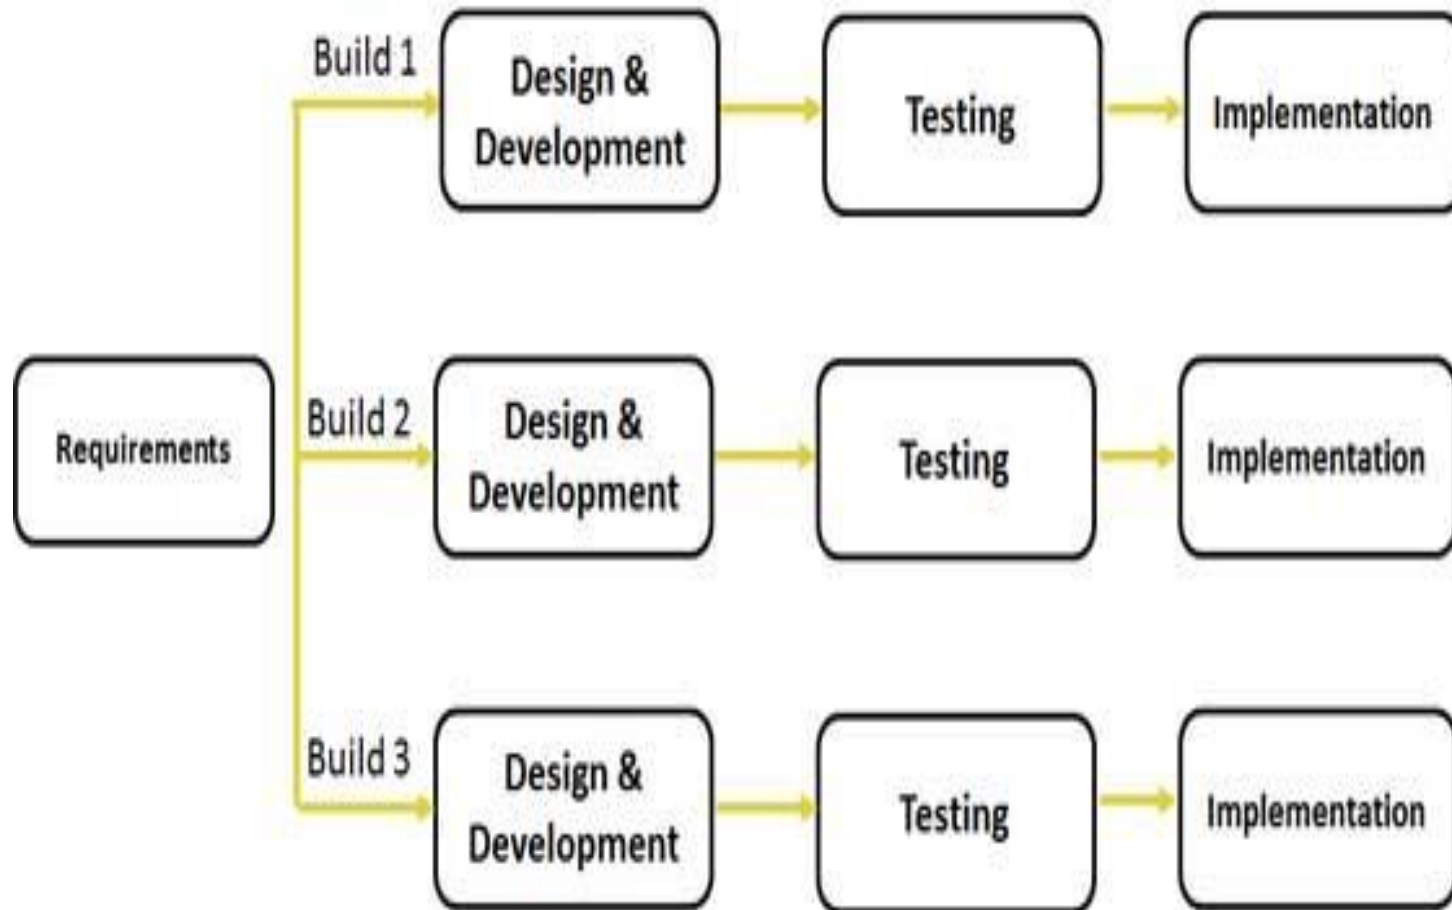 Build 1
Design &
Development
Testing
Implementation
Requirements
Build 2
Design &
Development
Testing
Implementation
Build 3
Design &
Development
Testing
Implementation